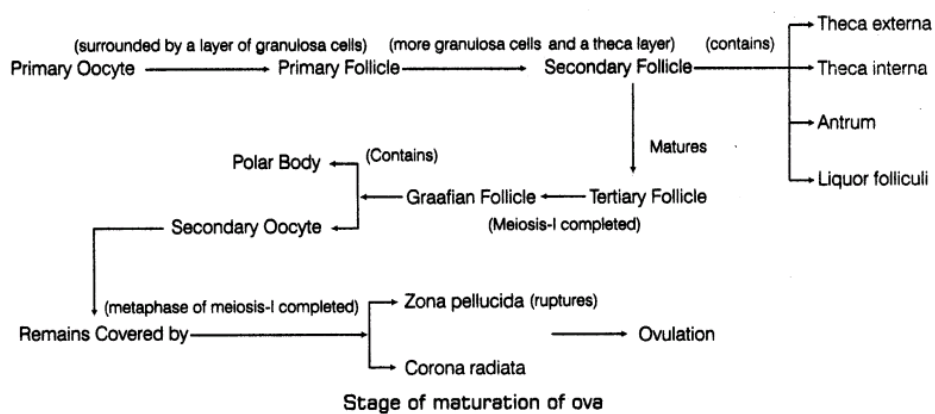 Theca externa
(surrounded by a layer of granulosa cells) (more granulosa cells and a theca layer) (contains)
Primary Oocyte Primary Follicle Secondary Follicle Theca interna
Antrum
Matures
Polar Body (Contains)
Liquor folliculi
Graafian Follicle Tertiary Follicle
Secondary Oocyte (Meiosis-I completed)
(metaphase of meiosis-I completed) Zona pellucida (ruptures)
Remains Covered by Ovulation
Corona radiata
Stage of maturation of ova